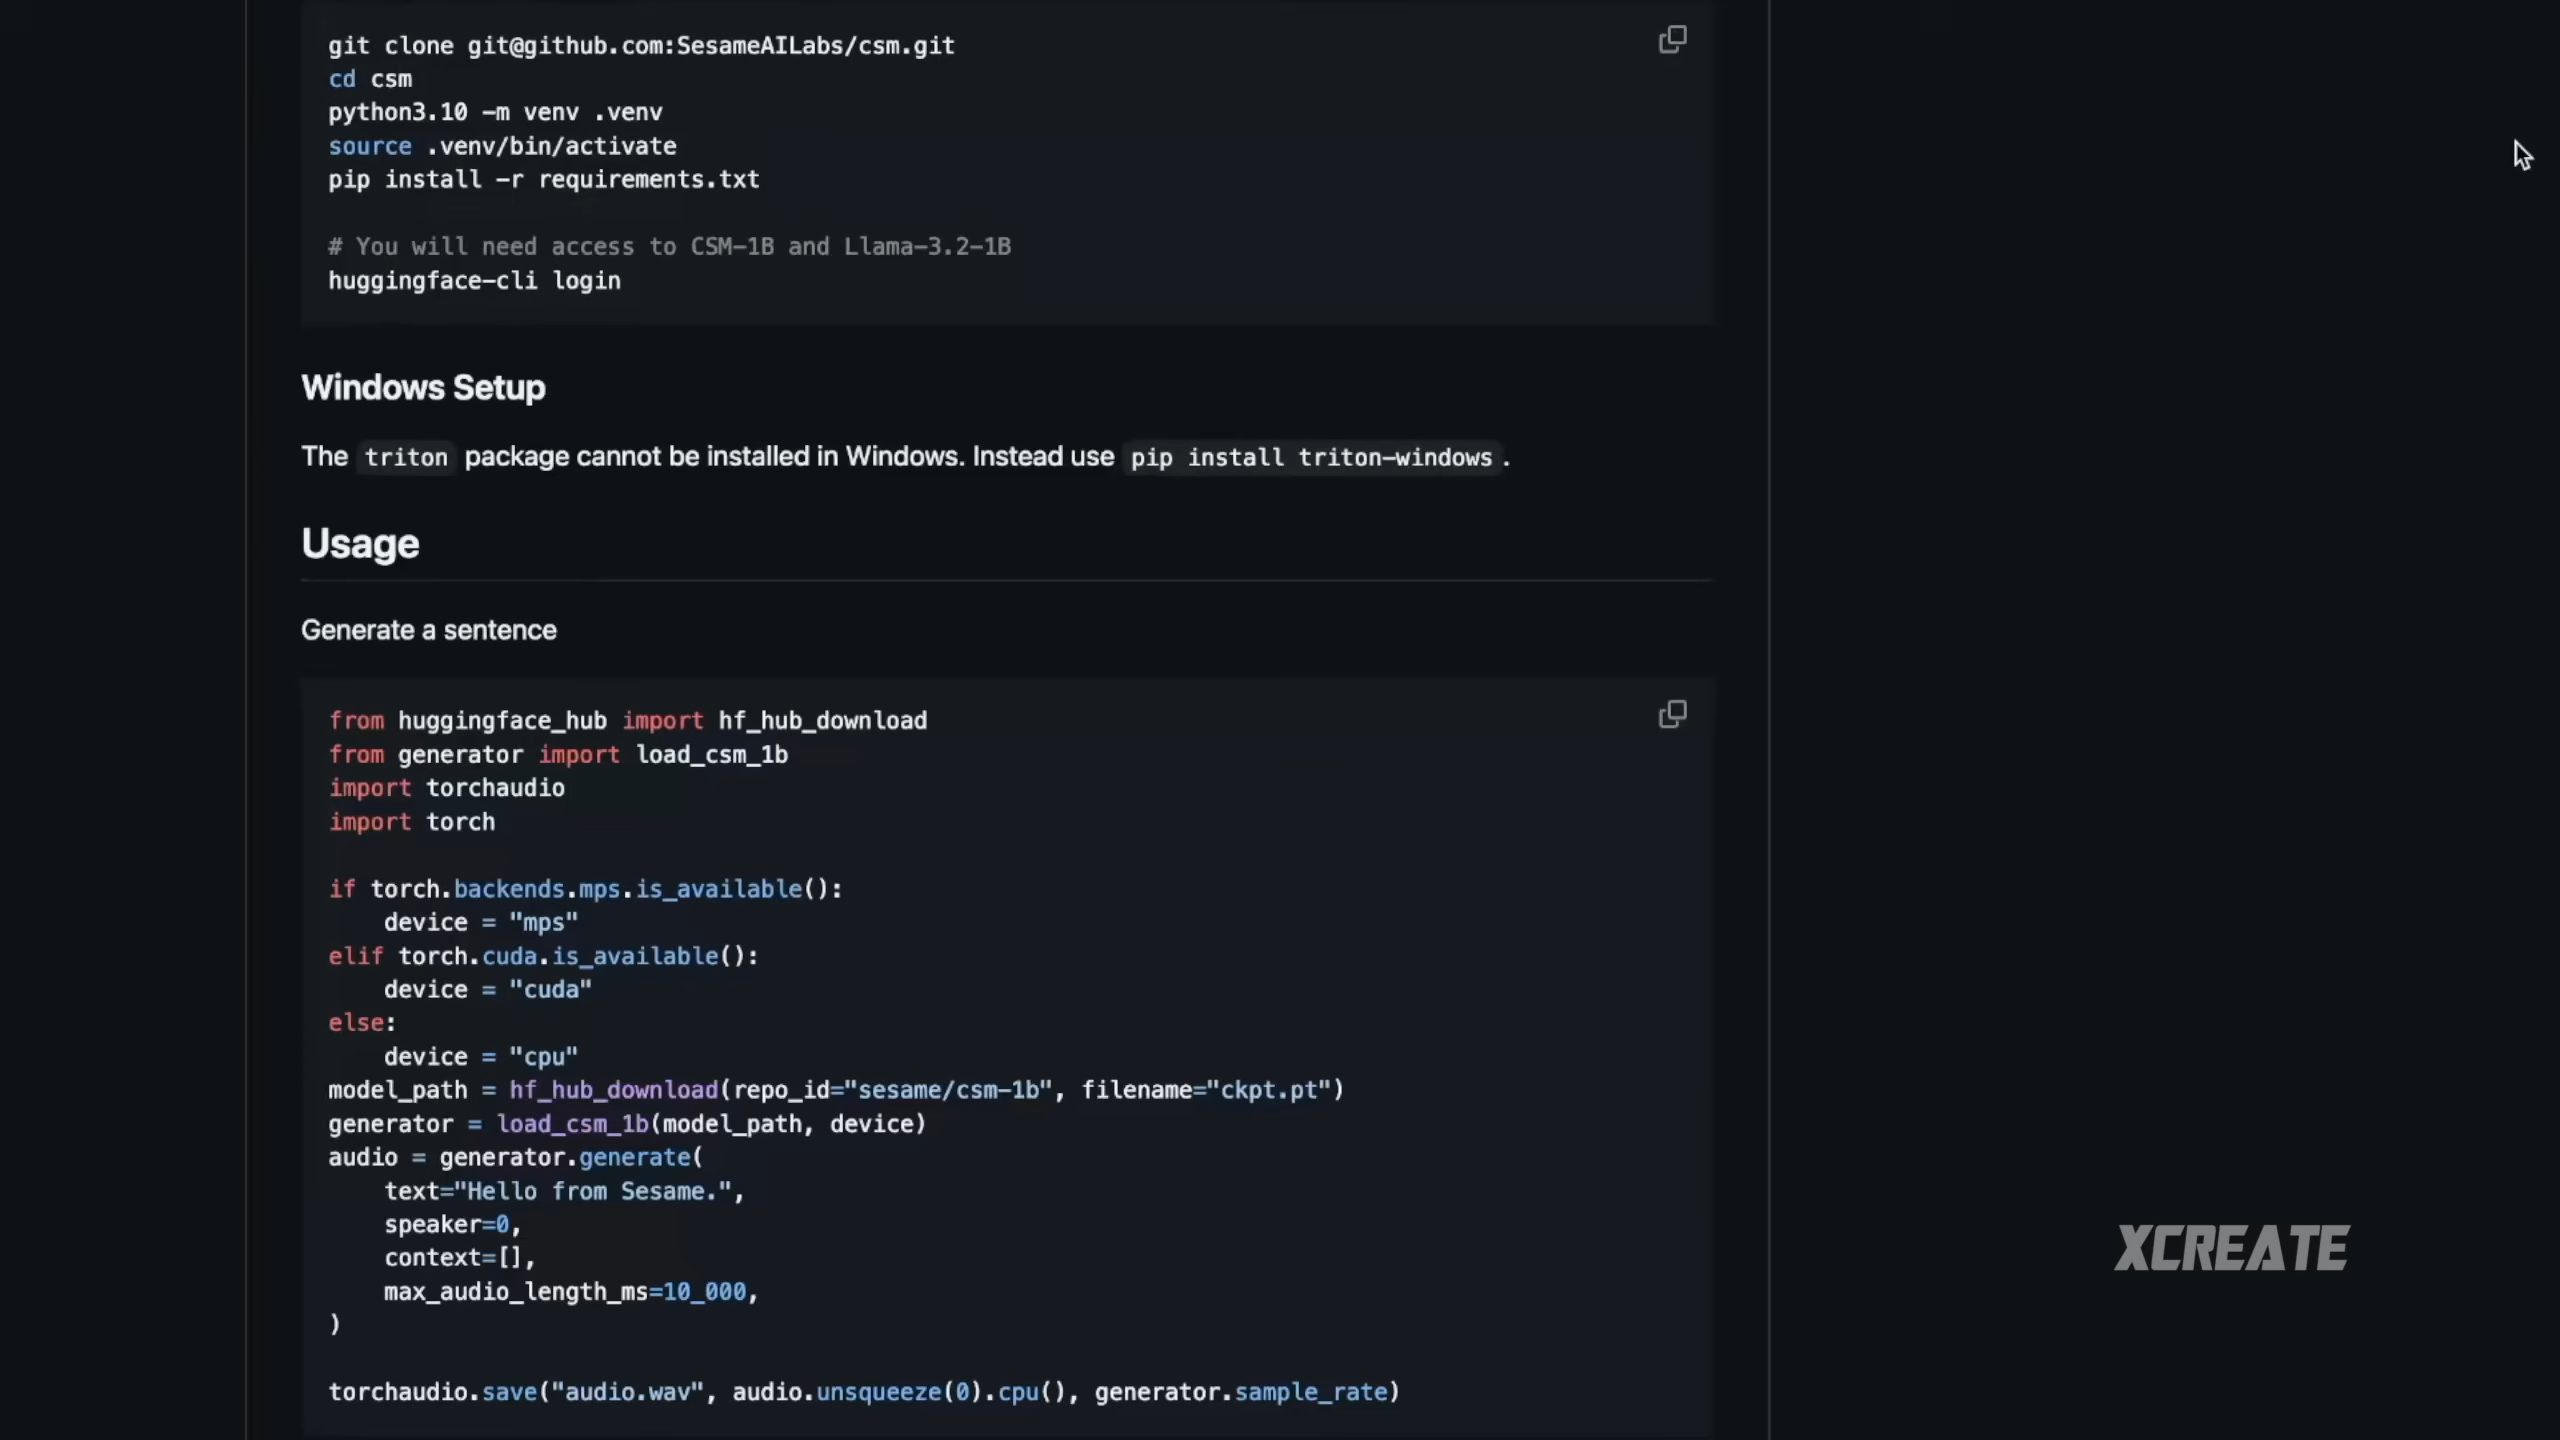 git clone git@github.com:SesameAILabs/csm.git
cd csm
python3.10 -m venv .venv
source .venv/bin/activate
pip install -r requirements.txt
# You will need access to CSM-1B and Llama-3.2-1B
huggingface-cli login
Windows Setup
The triton package cannot be installed in Windows. Instead use pip install triton-windows .
Usage
Generate a sentence
from huggingface_hub import hf_hub_download
from generator import load_csm_1b
import torchaudio
import torch
if torch.backends.mps.is_available():
    device = "mps"
elif torch.cuda.is_available():
    device = "cuda"
else:
    device = "cpu"
model_path = hf_hub_download(repo_id="sesame/csm-1b", filename="ckpt.pt")
generator = load_csm_1b(model_path, device)
audio = generator.generate(
    text="Hello from Sesame.",
    speaker=0,
    context=[],
    max_audio_length_ms=10_000,
)
torchaudio.save("audio.wav", audio.unsqueeze(0).cpu(), generator.sample_rate)
XCREATE